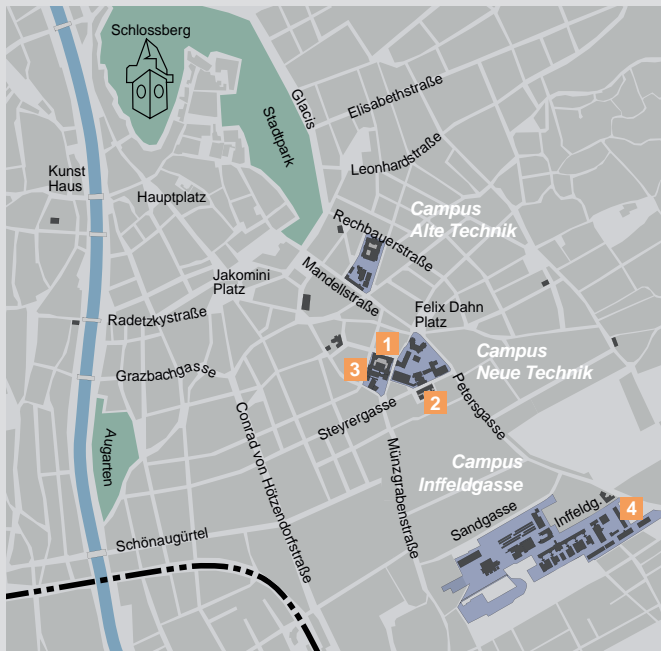 Schlossberg
Glacis
Elisabethstraße
Stadtpark
Leonhardstraße
Kunst
Haus
Hauptplatz
Campus
Alte Technik
Rechbauerstraße
Jakomini
Platz
Mandellstraße
Radetzkystraße
Felix Dahn
Platz
1
Campus
Neue Technik
3
Grazbachgasse
2
Petersgasse
Steyrergasse
Conrad von Hötzendorfstraße
Münzgrabenstraße
Augarten
Campus
Inffeldgasse
Sandgasse
Inffeldg.
4
Schönaugürtel